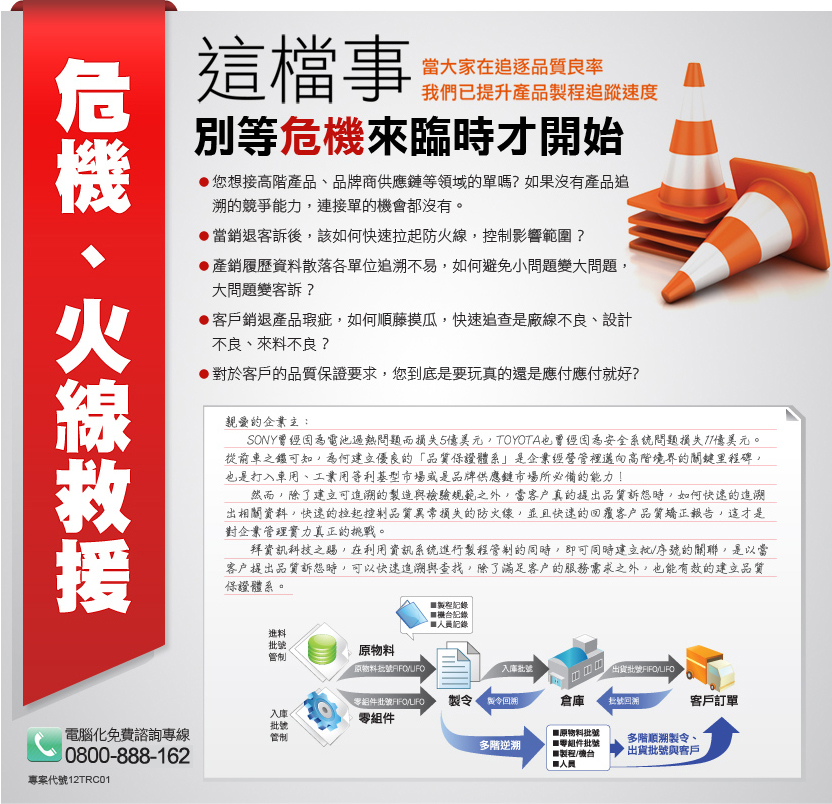 危機、火線救援
這檔事
當大家在追逐品質良率
我們已提升產品製程追蹤速度
別等危機來臨時才開始
●您想接高階產品、品牌商供應鏈等領域的單嗎? 如果沒有產品追
溯的競爭能力，連接單的機會都沒有。
●當銷退客訴後，該如何快速拉起防火線，控制影響範圍？
●產銷履歷資料散落各單位追溯不易，如何避免小問題變大問題，
大問題變客訴？
●客戶銷退產品瑕疵，如何順藤摸瓜，快速追查是廠線不良、設計
不良、來料不良？
●對於客戶的品質保證要求，您到底是要玩真的還是應付應付就好?
親愛的企業主：
SONY曾經因為電池過熱問題而損失5億美元，TOYOTA也曾經因為安全系統問題損失11億美元。
從前車之鑑可知，為何建立優良的「品質保證體系」是企業經營管裡邁向高階境界的關鍵里程碑，
也是打入車用、工業用等利基型市場或是品牌供應鏈市場所必備的能力！
然而，除了建立可追溯的製造與檢驗規範之外，當客戶真的提出品質訴怨時，如何快速的追溯
出相關資料，快速的拉起控制品質異常損失的防火線，並且快速的回覆客戶品質矯正報告，這才是
對企業管理實力真正的挑戰。
拜資訊科技之賜，在利用資訊系統進行製程管制的同時，即可同時建立批/序號的關聯，是以當
客戶提出品質訴怨時，可以快速追溯與查找，除了滿足客戶的服務需求之外，也能有效的建立品質
保證體系。
■製程記錄
■機台記錄
■人員記錄
進料
批號
管制
原物料
原物料批號FIFO/LIFO
入庫批號
出貨批號FIFO/LIFO
零組件批號FIFO/LIFO
零組件
入庫
批號
管制
製令
製令回溯
倉庫
批號回溯
客戶訂單
多階逆溯
■原物料批號
■零組件批號
■製程/機台
■人員
多階順溯製令、
出貨批號與客戶
電腦化免費諮詢專線
0800-888-162
專案代號12TRC01